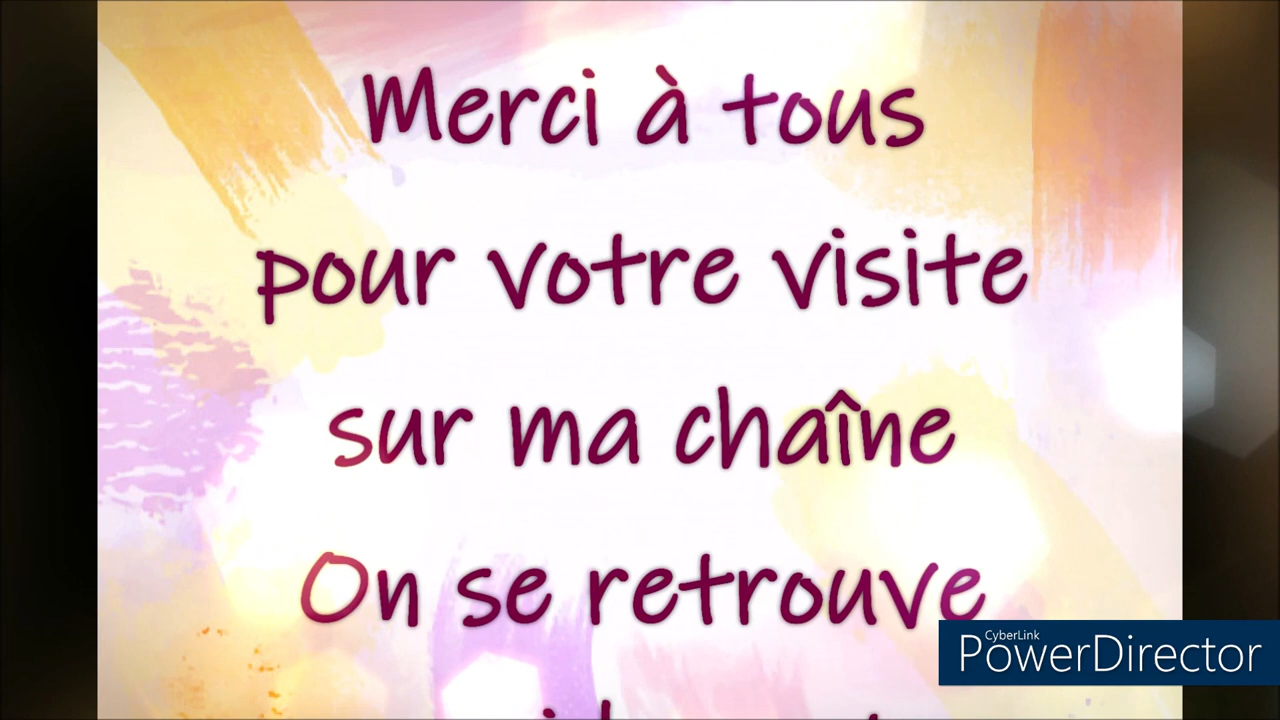 Merci à tous
pour votre visite
sur ma chaîne
On se retrouve
CyberLink
PowerDirector